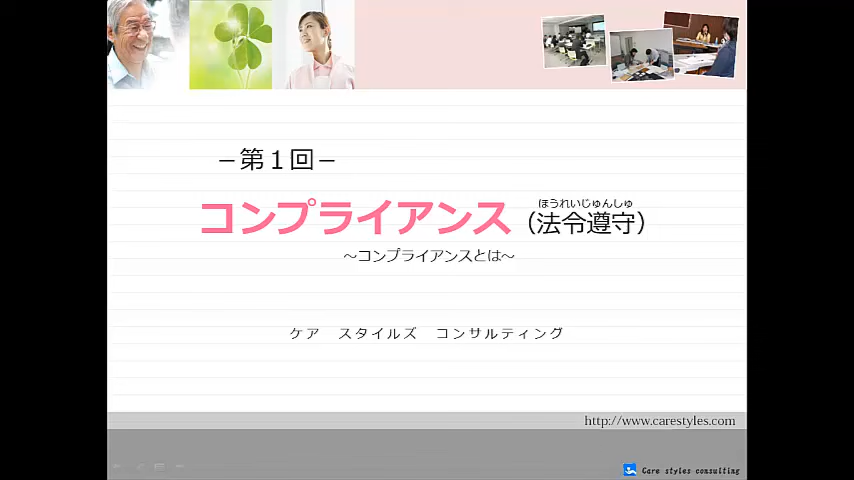 －第１回－
ほうれいじゅんしゅ
コンプライアンス（法令遵守）
～コンプライアンスとは～
ケア　スタイルズ　コンサルティング
http://www.carestyles.com
Care styles consulting